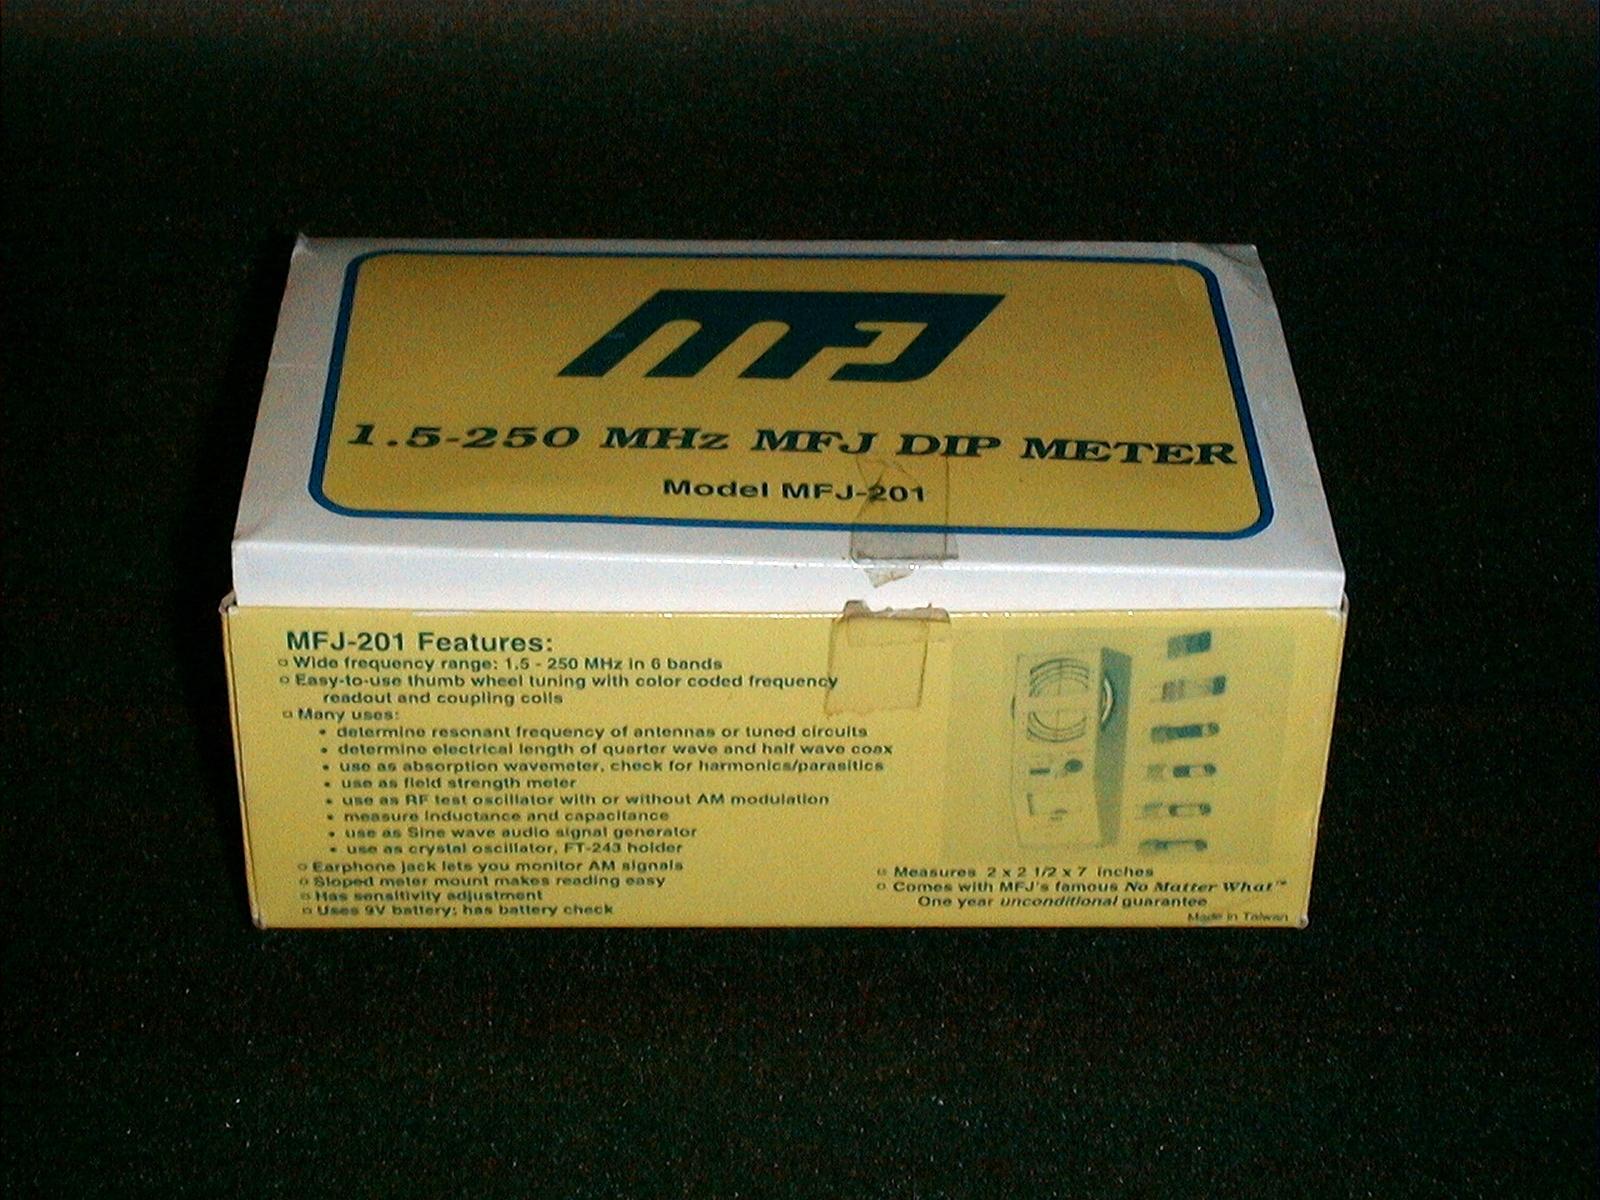 MFJ
1.5-250 MHz MFJ DIP METER
Model MFJ-201
MFJ-201 Features:
Wide frequency range: 1.5 - 250 MHz in 6 bands
Easy-to-use thumb wheel tuning with color coded frequency
readout and coupling coils
Many uses:
• determine resonant frequency of antennas or tuned circuits
• determine electrical length of quarter wave and half wave coax
• use as absorption wavemeter, check for harmonics/parasitics
• use as field strength meter
• use as RF test oscillator with or without AM modulation
• measure inductance and capacitance
• use as Sine wave audio signal generator
• use as crystal oscillator, FT-243 holder
Earphone jack lets you monitor AM signals
Sloped meter mount makes reading easy
Has sensitivity adjustment
Uses 9V battery; has battery check
Measures 2 x 2 1/2 x 7 inches
Comes with MFJ's famous No Matter What™
One year unconditional guarantee
Made in Taiwan